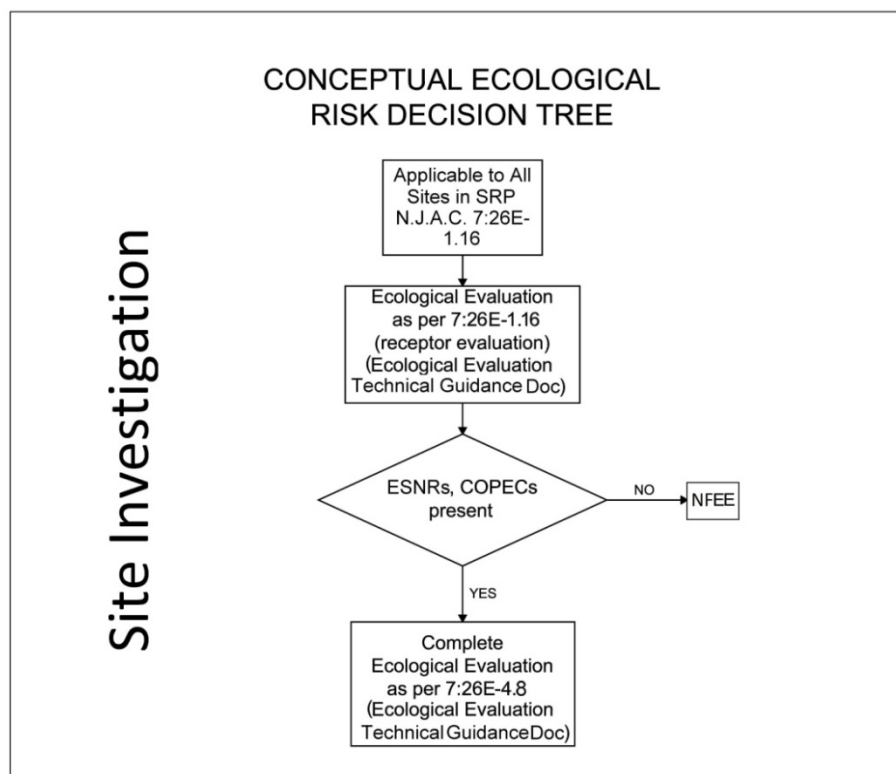 CONCEPTUAL ECOLOGICAL
RISK DECISION TREE
Site Investigation
Applicable to All
Sites in SRP
N.J.A.C. 7:26E-
1.16
Ecological Evaluation
as per 7:26E-1.16
(receptor evaluation)
(Ecological Evaluation
Technical Guidance Doc)
ESNRs, COPECs
present
NO
NFEE
YES
Complete
Ecological Evaluation
as per 7:26E-4.8
(Ecological Evaluation
Technical Guidance Doc)